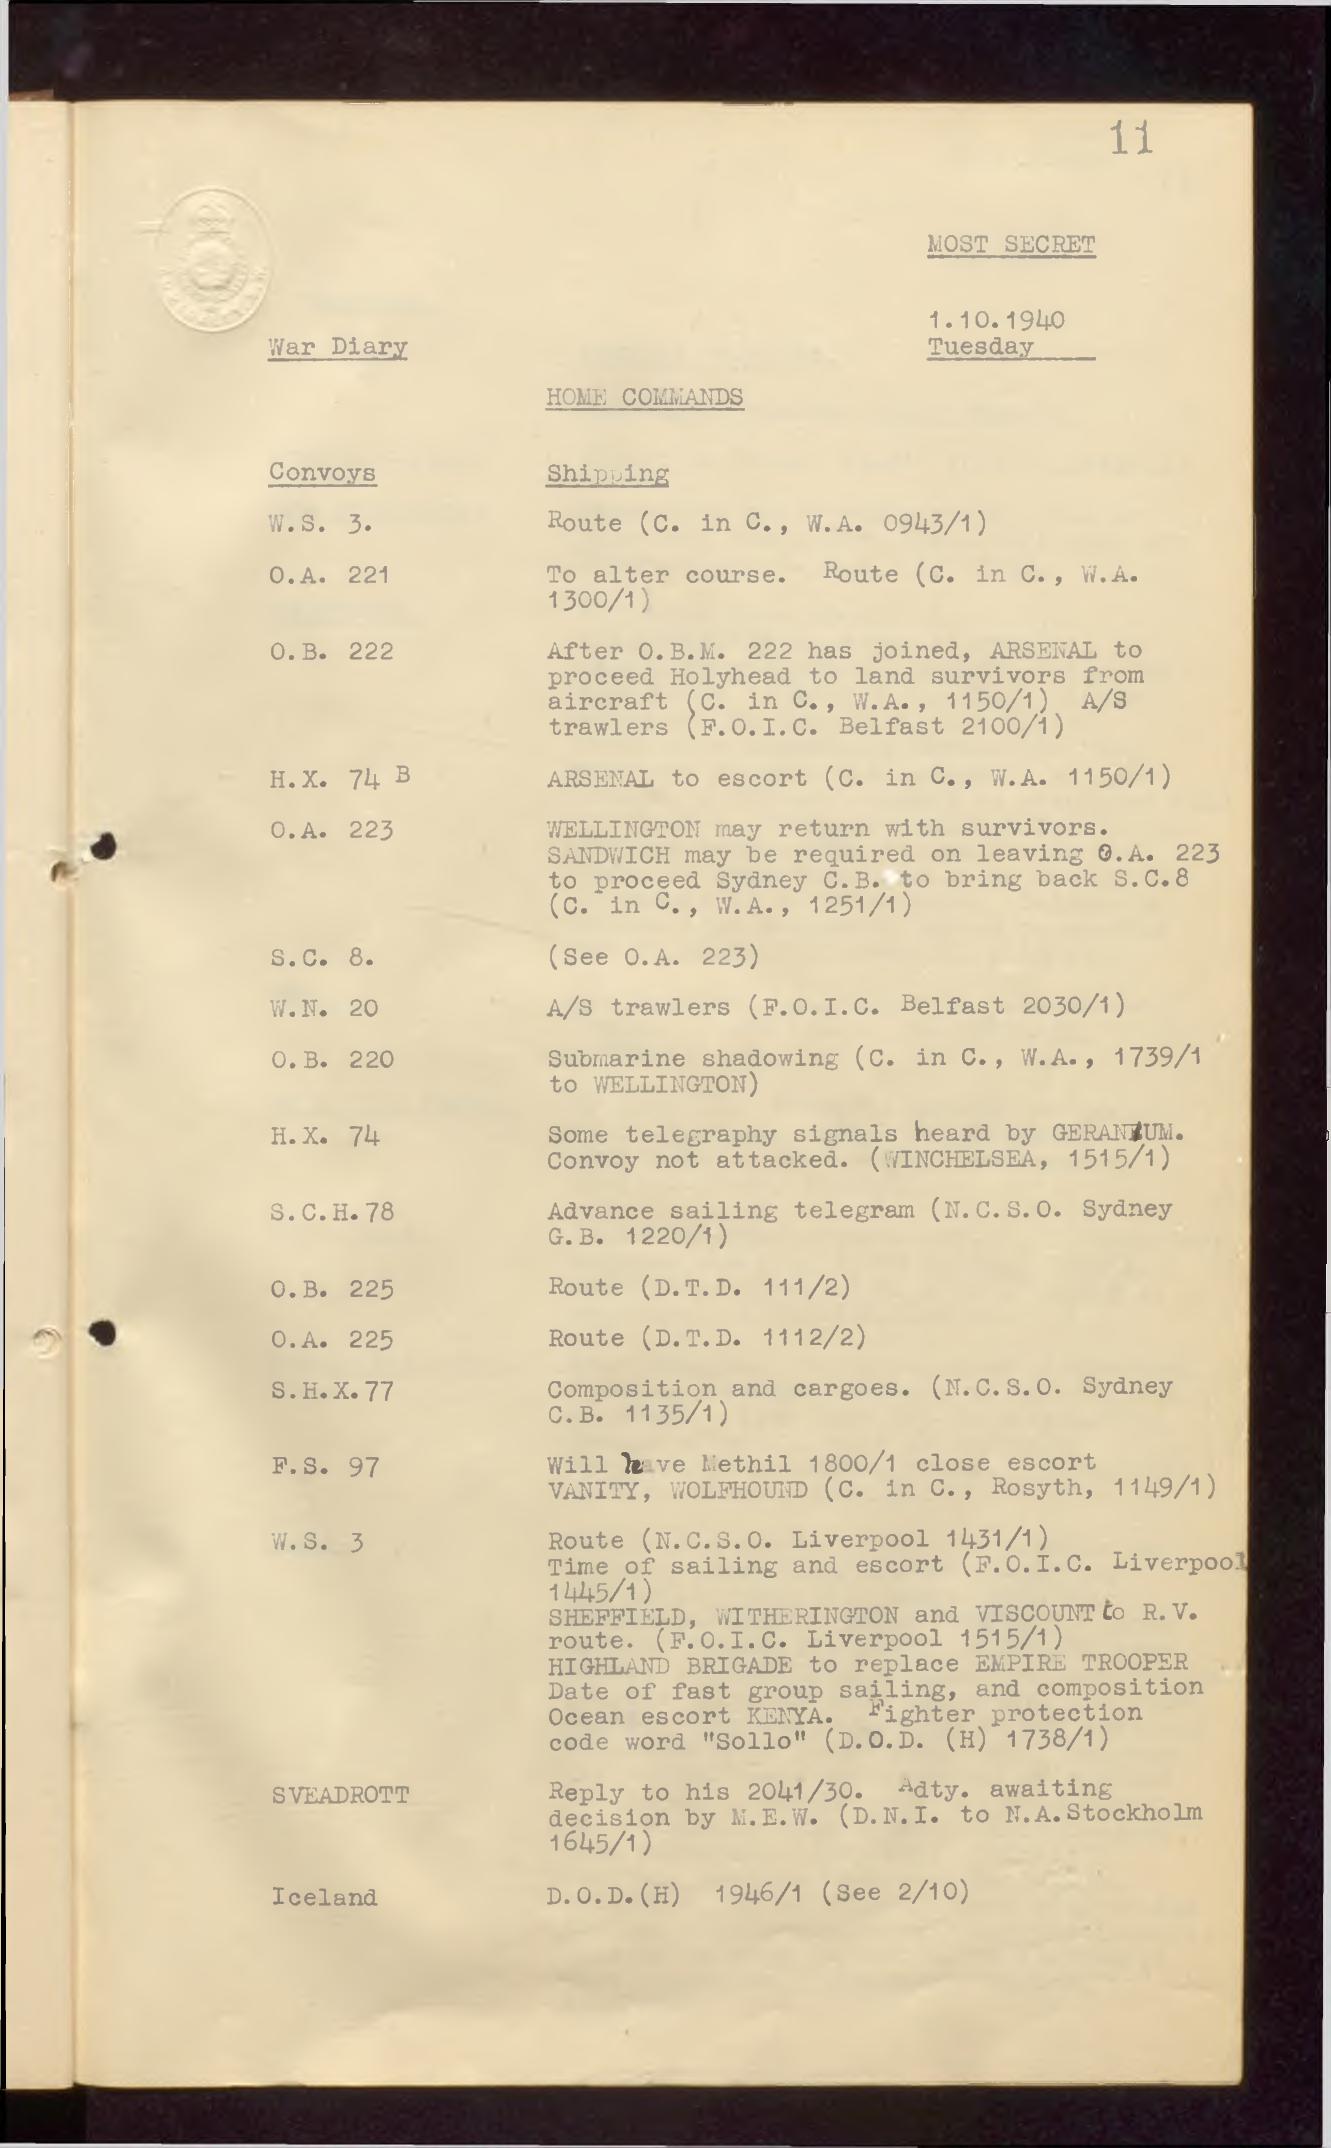 11
MOST SECRET
1.10.1940
War Diary Tuesday
HOME COMMANDS
Convoys Shipping
W.S. 3. Route (C. in C., W.A. 0943/1)
O.A. 221 To alter course. Route (C. in C., W.A.
1300/1)
O.B. 222 After O.B.M. 222 has joined, ARSENAL to
proceed Holyhead to land survivors from
aircraft (C. in C., W.A., 1150/1) A/S
trawlers (F.O.I.C. Belfast 2100/1)
H.X. 74 B ARSENAL to escort (C. in C., W.A. 1150/1)
O.A. 223 WELLINGTON may return with survivors.
SANDWICH may be required on leaving O.A. 223
to proceed Sydney C.B. to bring back S.C.8
(C. in C., W.A., 1251/1)
S.C. 8. (See O.A. 223)
W.N. 20 A/S trawlers (F.O.I.C. Belfast 2030/1)
O.B. 220 Submarine shadowing (C. in C., W.A., 1739/1
to WELLINGTON)
H.X. 74 Some telegraphy signals heard by GERANIUM.
Convoy not attacked. (WINCHELSEA, 1515/1)
S.C.H.78 Advance sailing telegram (N.C.S.O. Sydney
G.B. 1220/1)
O.B. 225 Route (D.T.D. 111/2)
O.A. 225 Route (D.T.D. 1112/2)
S.H.X.77 Composition and cargoes. (N.C.S.O. Sydney
C.B. 1135/1)
F.S. 97 Will leave Methil 1800/1 close escort
VANITY, WOLFHOUND (C. in C., Rosyth, 1149/1)
W.S. 3 Route (N.C.S.O. Liverpool 1431/1)
Time of sailing and escort (F.O.I.C. Liverpool
1445/1)
SHEFFIELD, WITHERINGTON and VISCOUNT to R.V.
route. (F.O.I.C. Liverpool 1515/1)
HIGHLAND BRIGADE to replace EMPIRE TROOPER
Date of fast group sailing, and composition
Ocean escort KENYA. Fighter protection
code word "Sollo" (D.O.D. (H) 1738/1)
SVEADROTT Reply to his 2041/30. Adty. awaiting
decision by M.E.W. (D.N.I. to N.A.Stockholm
1645/1)
Iceland D.O.D.(H) 1946/1 (See 2/10)